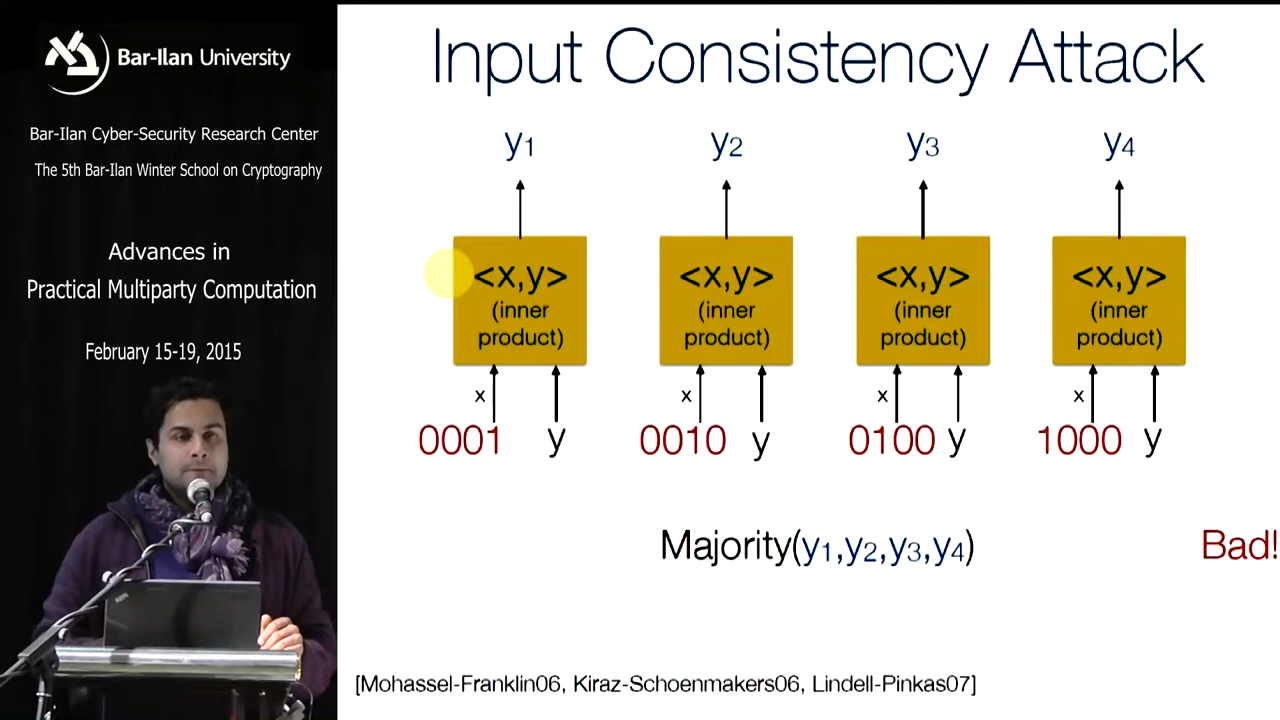 Bar-Ilan University
Bar-Ilan Cyber-Security Research Center
The 5th Bar-Ilan Winter School on Cryptography
Advances in
Practical Multiparty Computation
February 15-19, 2015
Input Consistency Attack
y1 y2 y3 y4
<x,y> <x,y> <x,y> <x,y>
(inner (inner (inner (inner
product) product) product) product)
x x x x
0001 y 0010 y 0100 y 1000 y
Majority(y1,y2,y3,y4) Bad!
[Mohassel-Franklin06, Kiraz-Schoenmakers06, Lindell-Pinkas07]